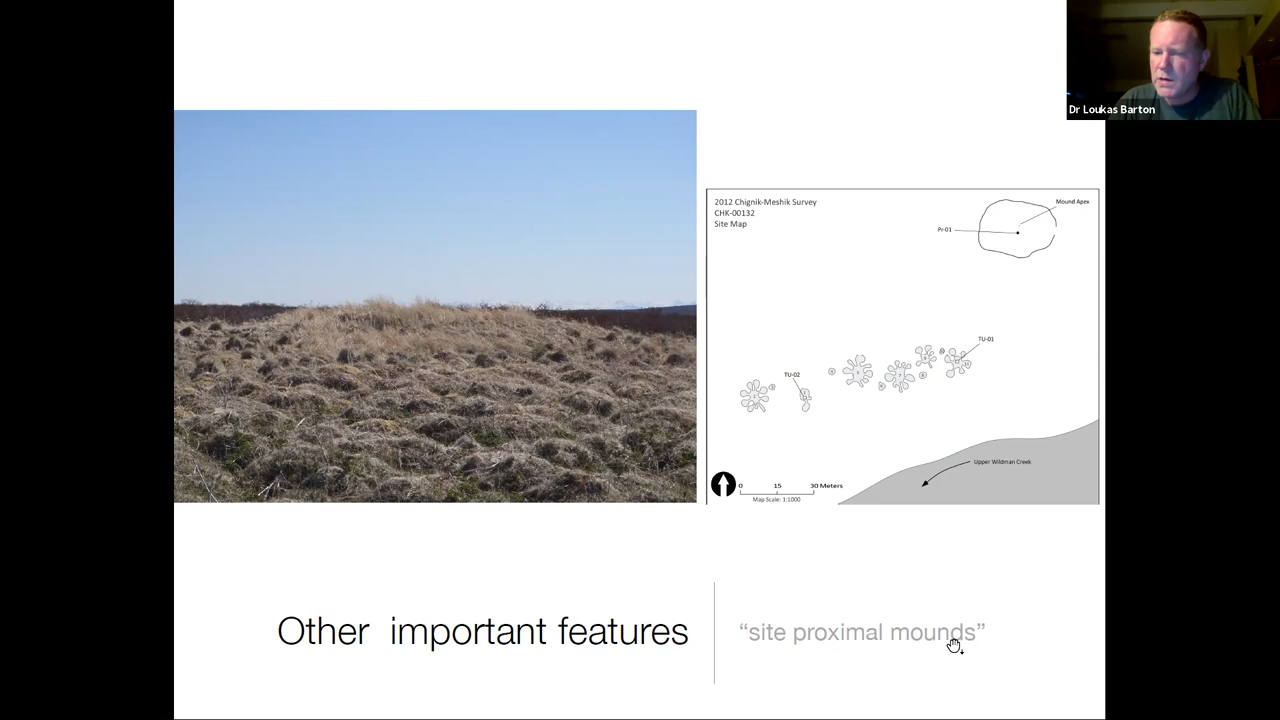 Dr Loukas Barton
2012 Chignik-Meshik Survey
CHK-00132
Site Map
Mound Apex
Pr-01
TU-01
TU-02
Upper Wildman Creek
0 15 30 Meters
Map Scale: 1:1000
Other important features
“site proximal mounds”